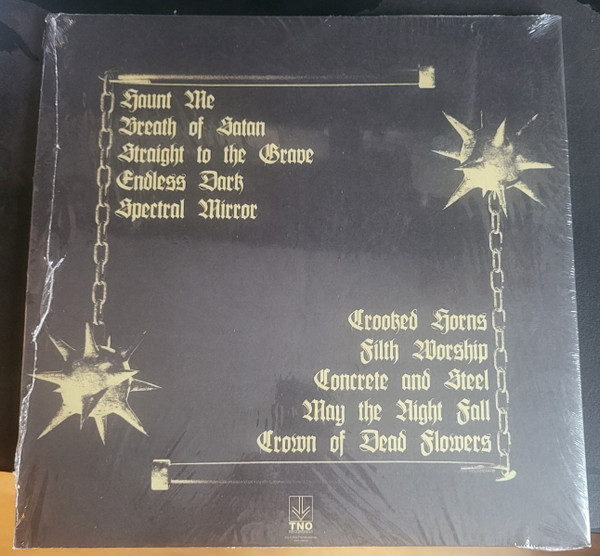 Haunt Me
Breath of Satan
Straight to the Grave
Endless Dark
Spectral Mirror
Crooked Horns
Filth Worship
Concrete and Steel
May the Night Fall
Crown of Dead Flowers
TNO